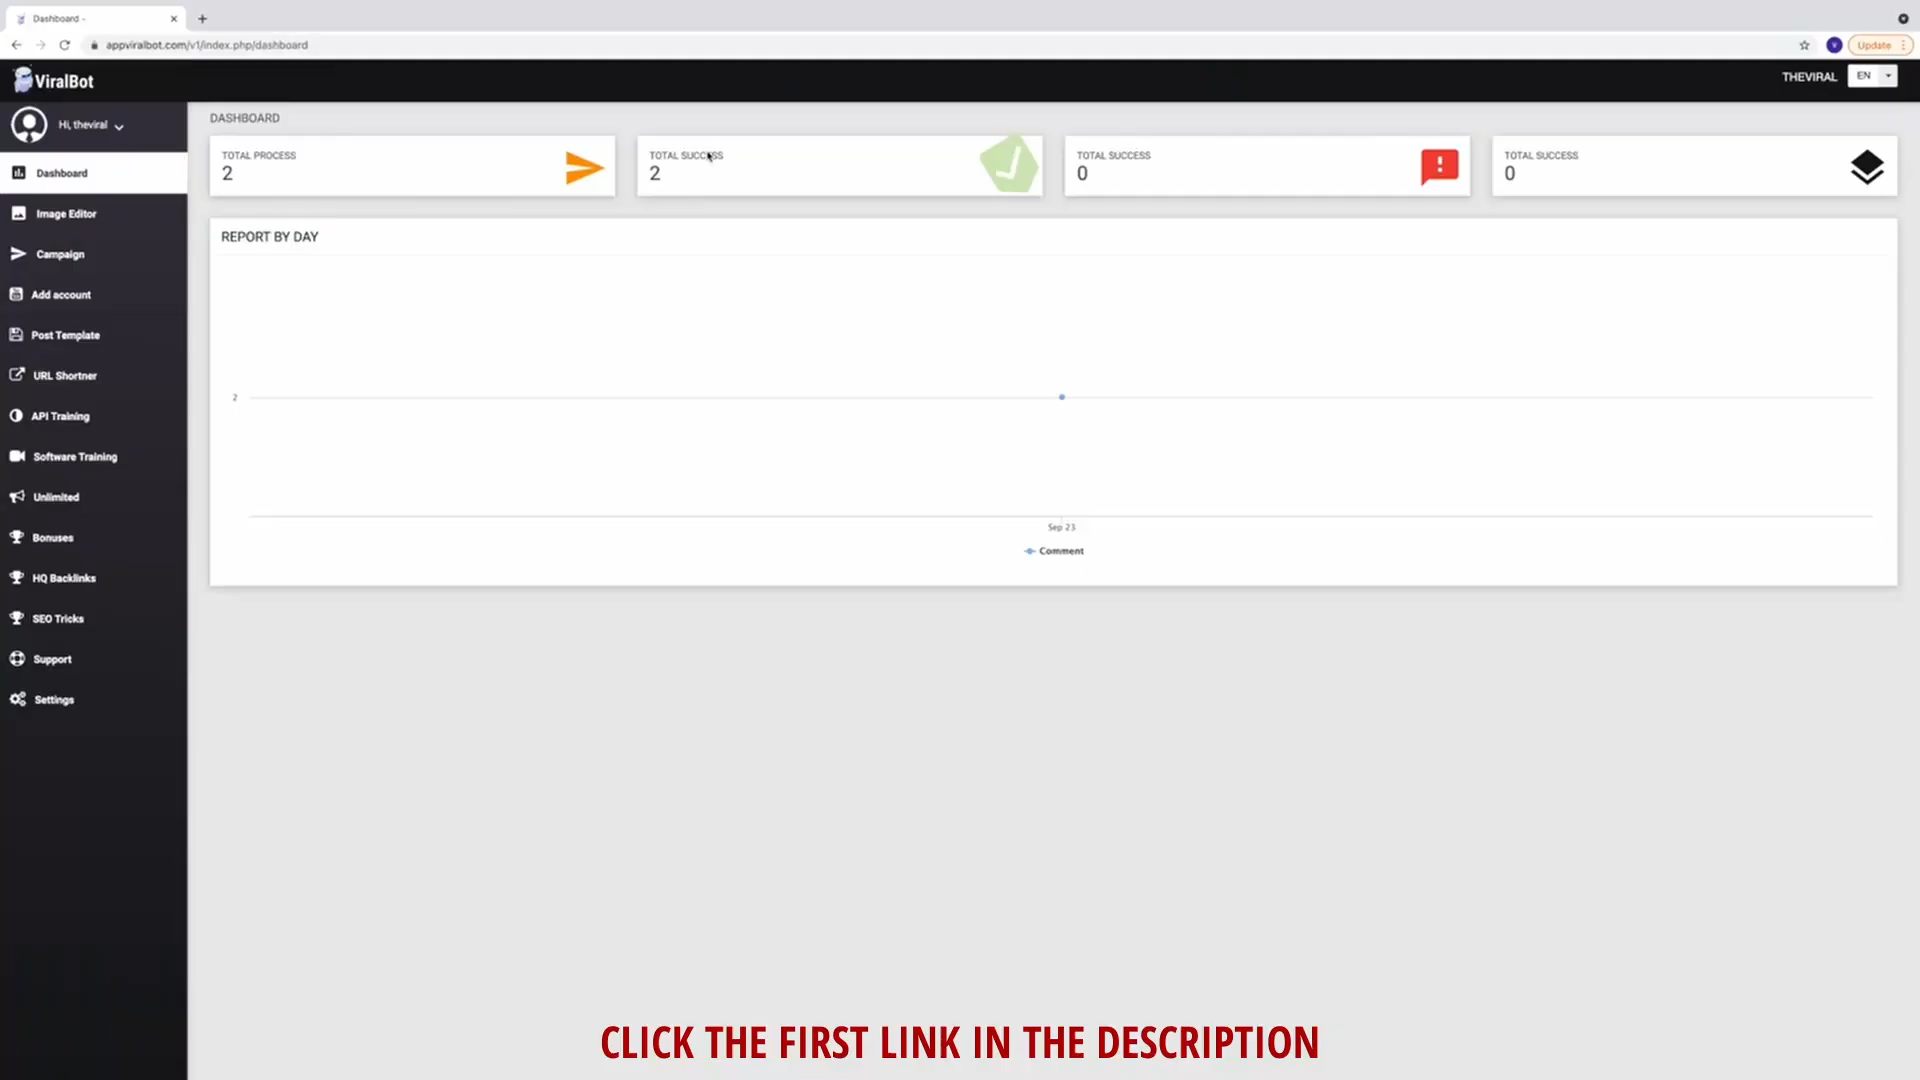 Dashboard -
appviralbot.com/v1/index.php/dashboard
Update
ViralBot
THEVIRAL
EN
Hi, theviral
Dashboard
Image Editor
Campaign
Add account
Post Template
URL Shortner
API Training
Software Training
Unlimited
Bonuses
HQ Backlinks
SEO Tricks
Support
Settings
DASHBOARD
TOTAL PROCESS
2
TOTAL SUCCESS
2
TOTAL SUCCESS
0
TOTAL SUCCESS
0
REPORT BY DAY
2
Sep 23
Comment
CLICK THE FIRST LINK IN THE DESCRIPTION